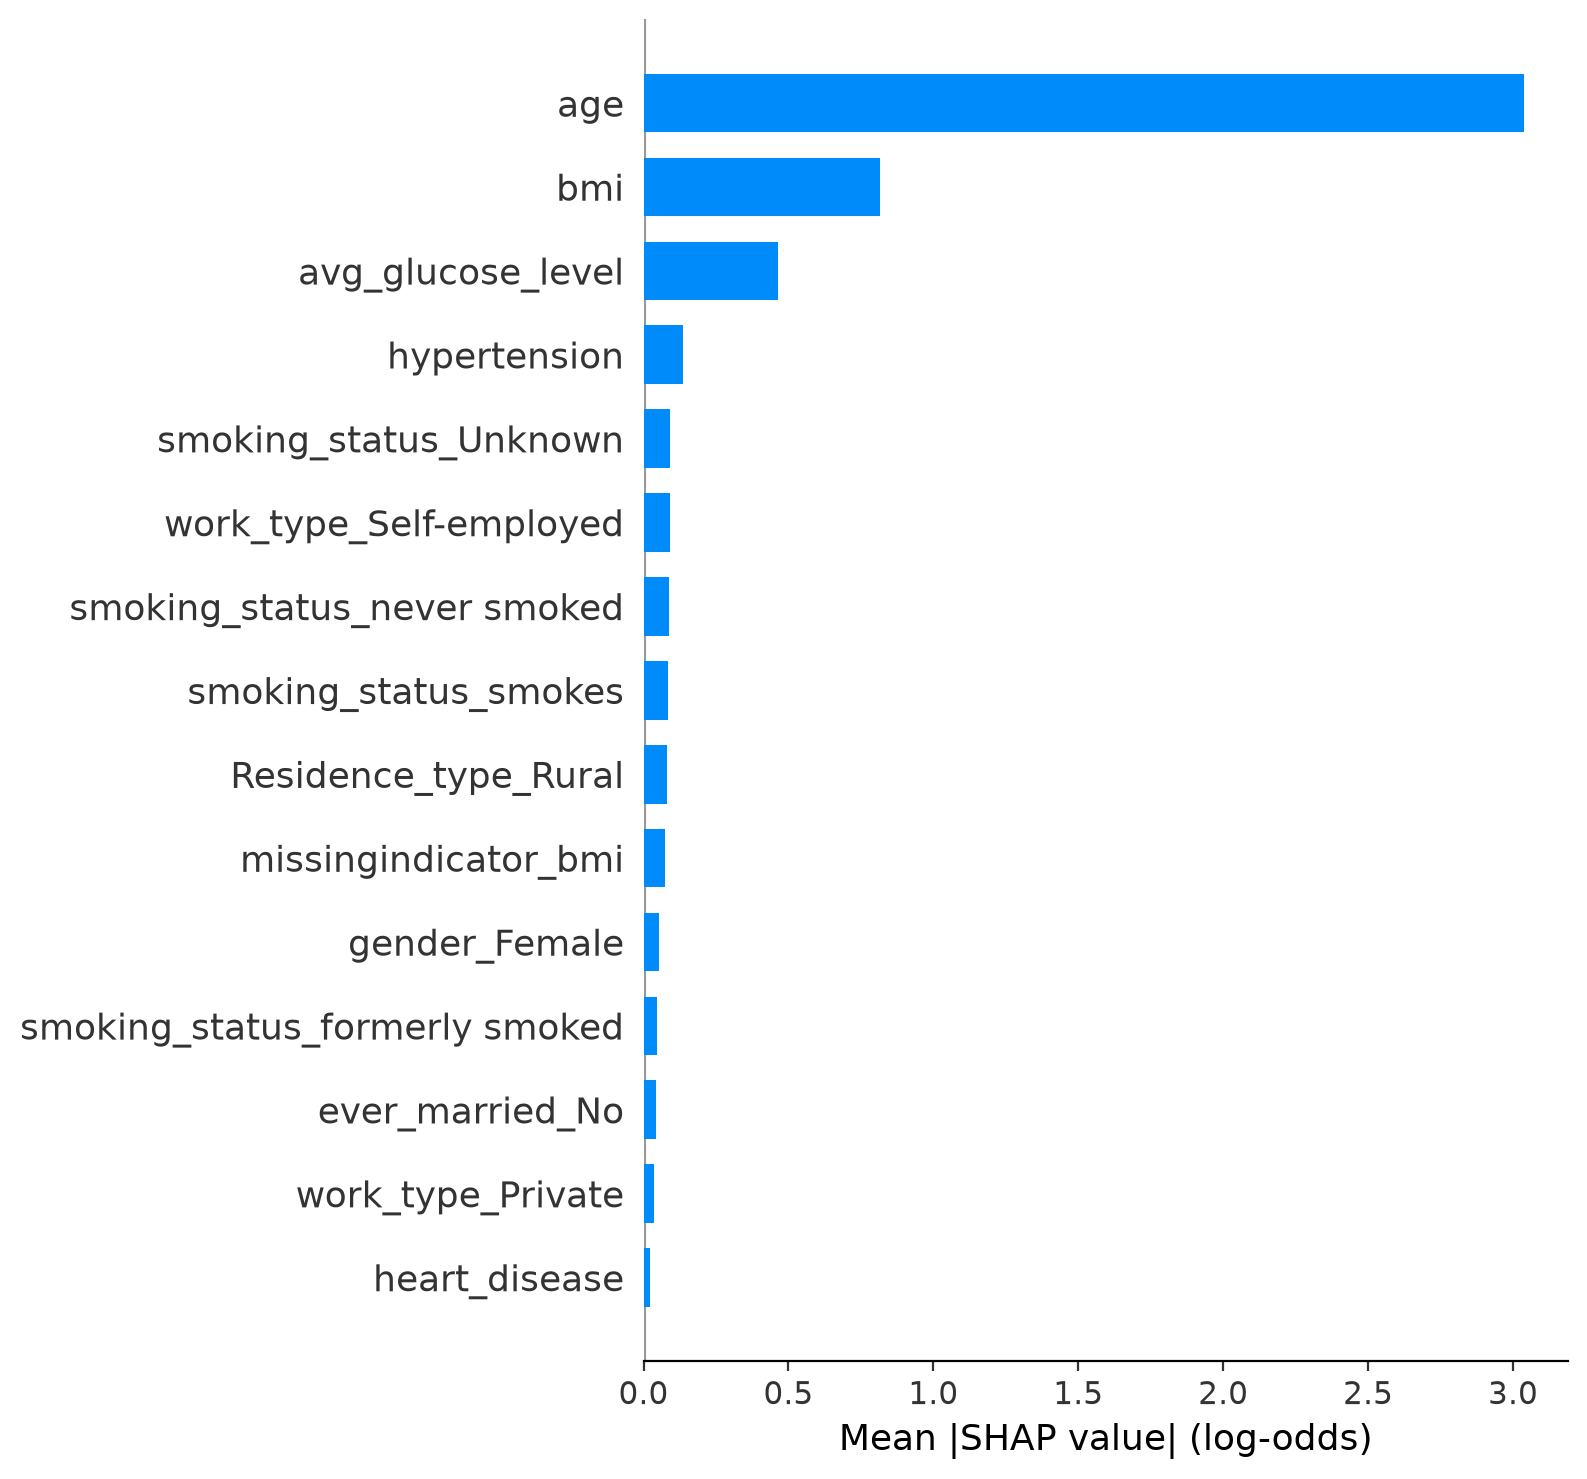 age
bmi
avg_glucose_level
hypertension
smoking_status_Unknown
work_type_Self-employed
smoking_status_never smoked
smoking_status_smokes
Residence_type_Rural
missingindicator_bmi
gender_Female
smoking_status_formerly smoked
ever_married_No
work_type_Private
heart_disease
0.0 0.5 1.0 1.5 2.0 2.5 3.0
Mean |SHAP value| (log-odds)